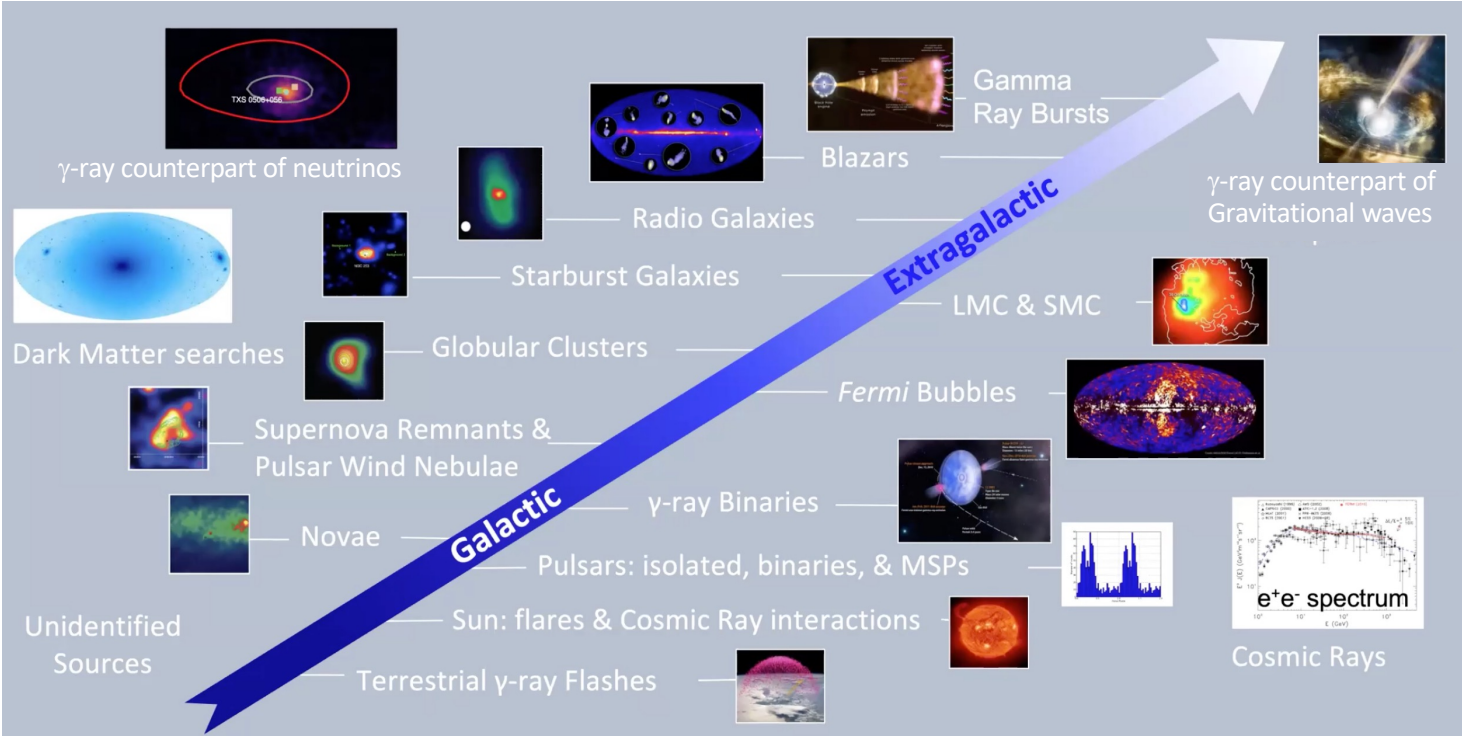 TXS 0506+056
γ-ray counterpart of neutrinos
Gamma
Ray Bursts
Blazars
γ-ray counterpart of
Gravitational waves
Radio Galaxies
Extragalactic
Starburst Galaxies
LMC & SMC
Dark Matter searches
Globular Clusters
Fermi Bubbles
Supernova Remnants &
Pulsar Wind Nebulae
γ-ray Binaries
Galactic
Novae
Pulsars: isolated, binaries, & MSPs
e⁺e⁻ spectrum
E (GeV)
Sun: flares & Cosmic Ray interactions
Unidentified
Sources
Cosmic Rays
Terrestrial γ-ray Flashes